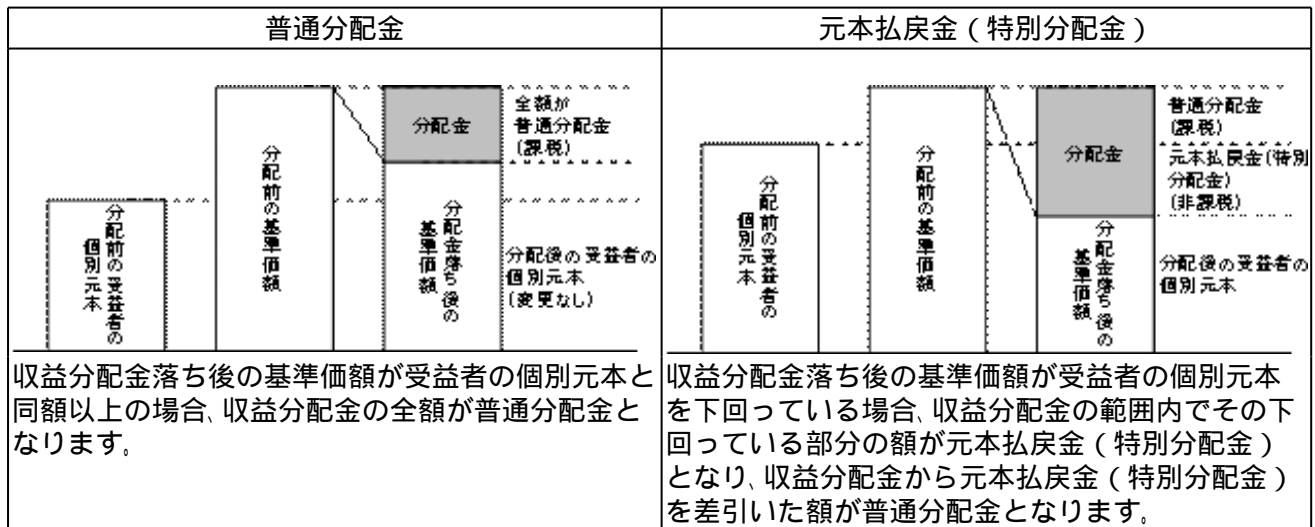 普通分配金
分配前の受益者の
個別元本
分配前の基準価額
分配金
分配金落ち後の
基準価額
全額が
普通分配金
(課税)
分配後の受益者の
個別元本
(変更なし)
収益分配金落ち後の基準価額が受益者の個別元本と
同額以上の場合、収益分配金の全額が普通分配金と
なります。
元本払戻金(特別分配金)
分配前の受益者の
個別元本
分配前の基準価額
分配金
分配金落ち後の
基準価額
普通分配金
(課税)
元本払戻金(特別
分配金)
(非課税)
分配後の受益者の
個別元本
収益分配金落ち後の基準価額が受益者の個別元本
を下回っている場合、収益分配金の範囲内でその下
回っている部分の額が元本払戻金(特別分配金)
となり、収益分配金から元本払戻金(特別分配金)
を差引いた額が普通分配金となります。